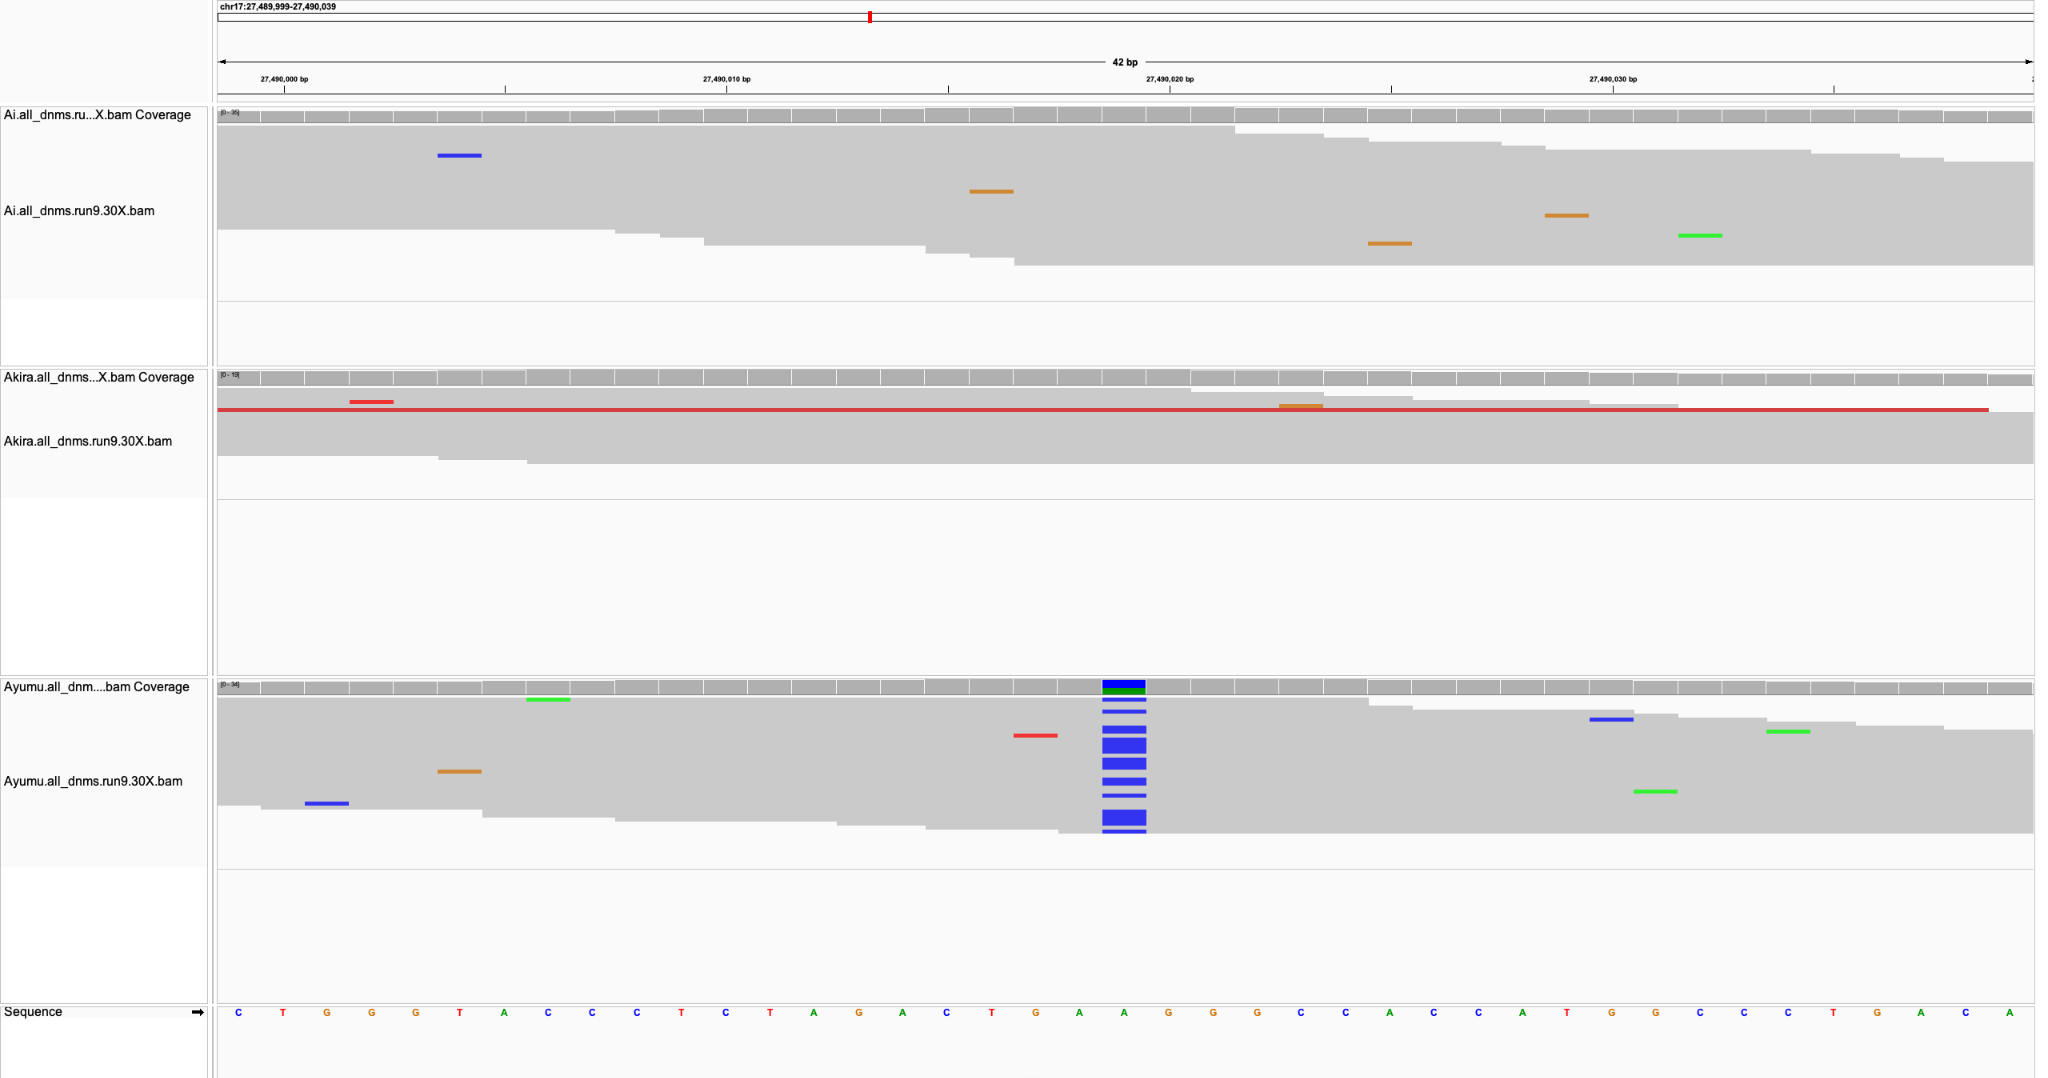 chr17:27,489,999-27,490,039
42 bp
27,490,000 bp 27,490,010 bp 27,490,020 bp 27,490,030 bp
Ai.all_dnms.ru...X.bam Coverage
[0 - 35]
Ai.all_dnms.run9.30X.bam
Akira.all_dnms...X.bam Coverage
[0 - 19]
Akira.all_dnms.run9.30X.bam
Ayumu.all_dnm....bam Coverage
[0 - 34]
Ayumu.all_dnms.run9.30X.bam
Sequence C T G G G T A C C C T C T A G A C T G A A G G G C C A C C A T G G C C C T G A C A